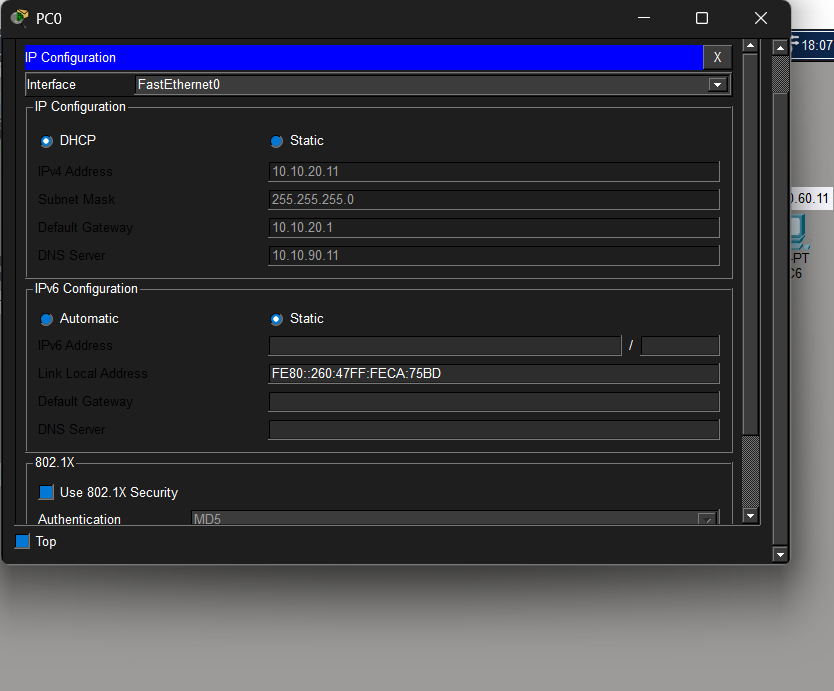 PC0
18:07
IP Configuration
X
Interface FastEthernet0
IP Configuration
DHCP Static
IPv4 Address 10.10.20.11
Subnet Mask 255.255.255.0
0.60.11
Default Gateway 10.10.20.1
DNS Server 10.10.90.11
-PT
C6
IPv6 Configuration
Automatic Static
IPv6 Address /
Link Local Address FE80::260:47FF:FECA:75BD
Default Gateway
DNS Server
802.1X
Use 802.1X Security
Authentication MD5
Top